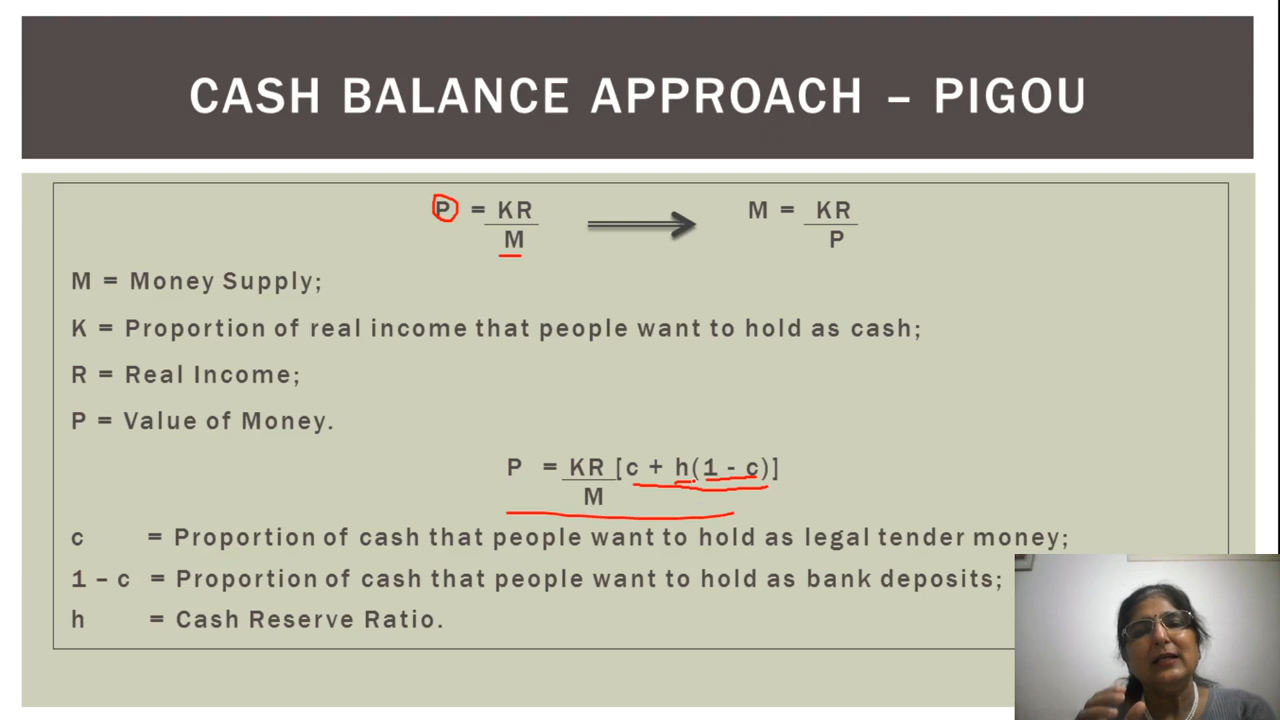 CASH BALANCE APPROACH – PIGOU
P = KR/M ⟹ M = KR/P
M = Money Supply;
K = Proportion of real income that people want to hold as cash;
R = Real Income;
P = Value of Money.
P = KR/M [c + h(1 - c)]
c = Proportion of cash that people want to hold as legal tender money;
1 – c = Proportion of cash that people want to hold as bank deposits;
h = Cash Reserve Ratio.